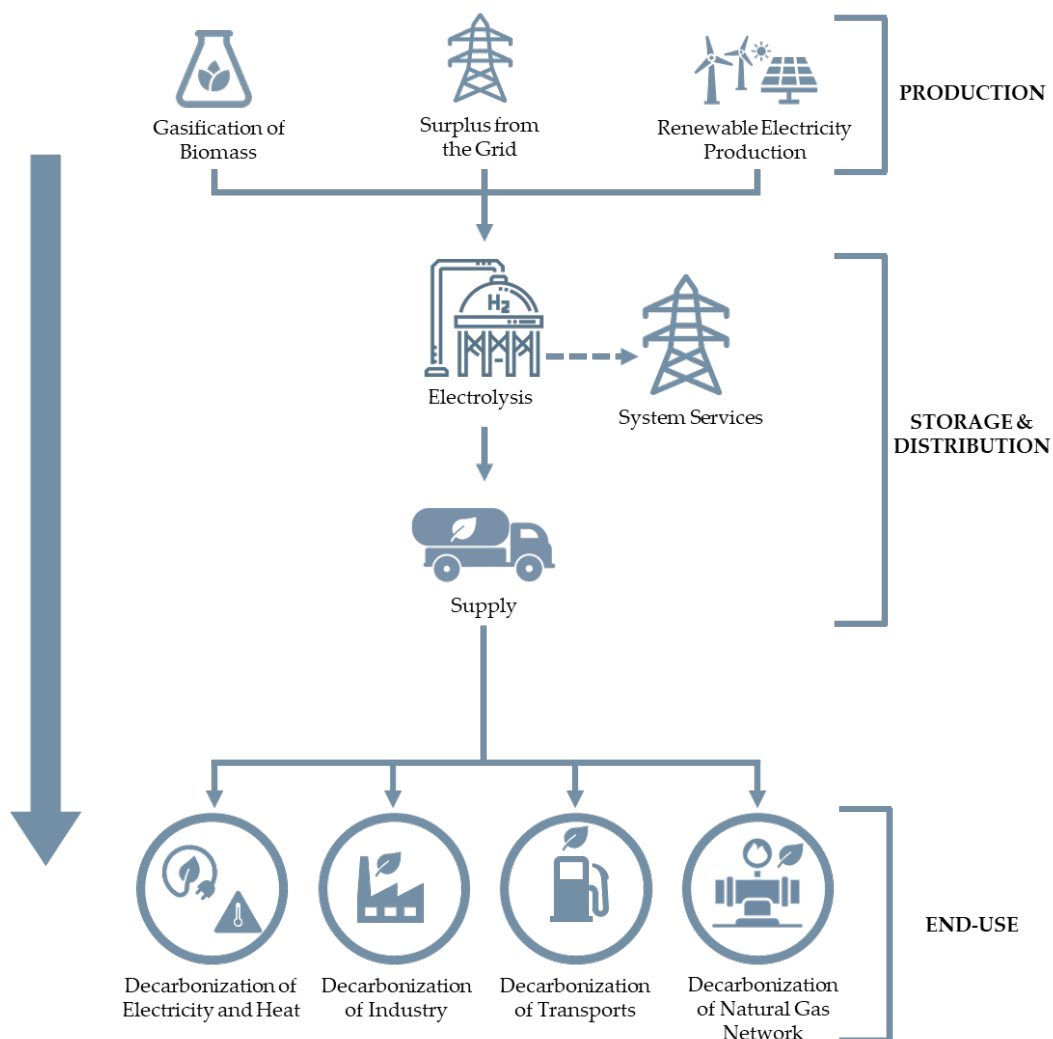 Gasification of
Biomass
Surplus from
the Grid
Renewable Electricity
Production
PRODUCTION
H2
Electrolysis
System Services
STORAGE &
DISTRIBUTION
Supply
Decarbonization of
Electricity and Heat
Decarbonization
of Industry
Decarbonization
of Transports
Decarbonization
of Natural Gas
Network
END-USE